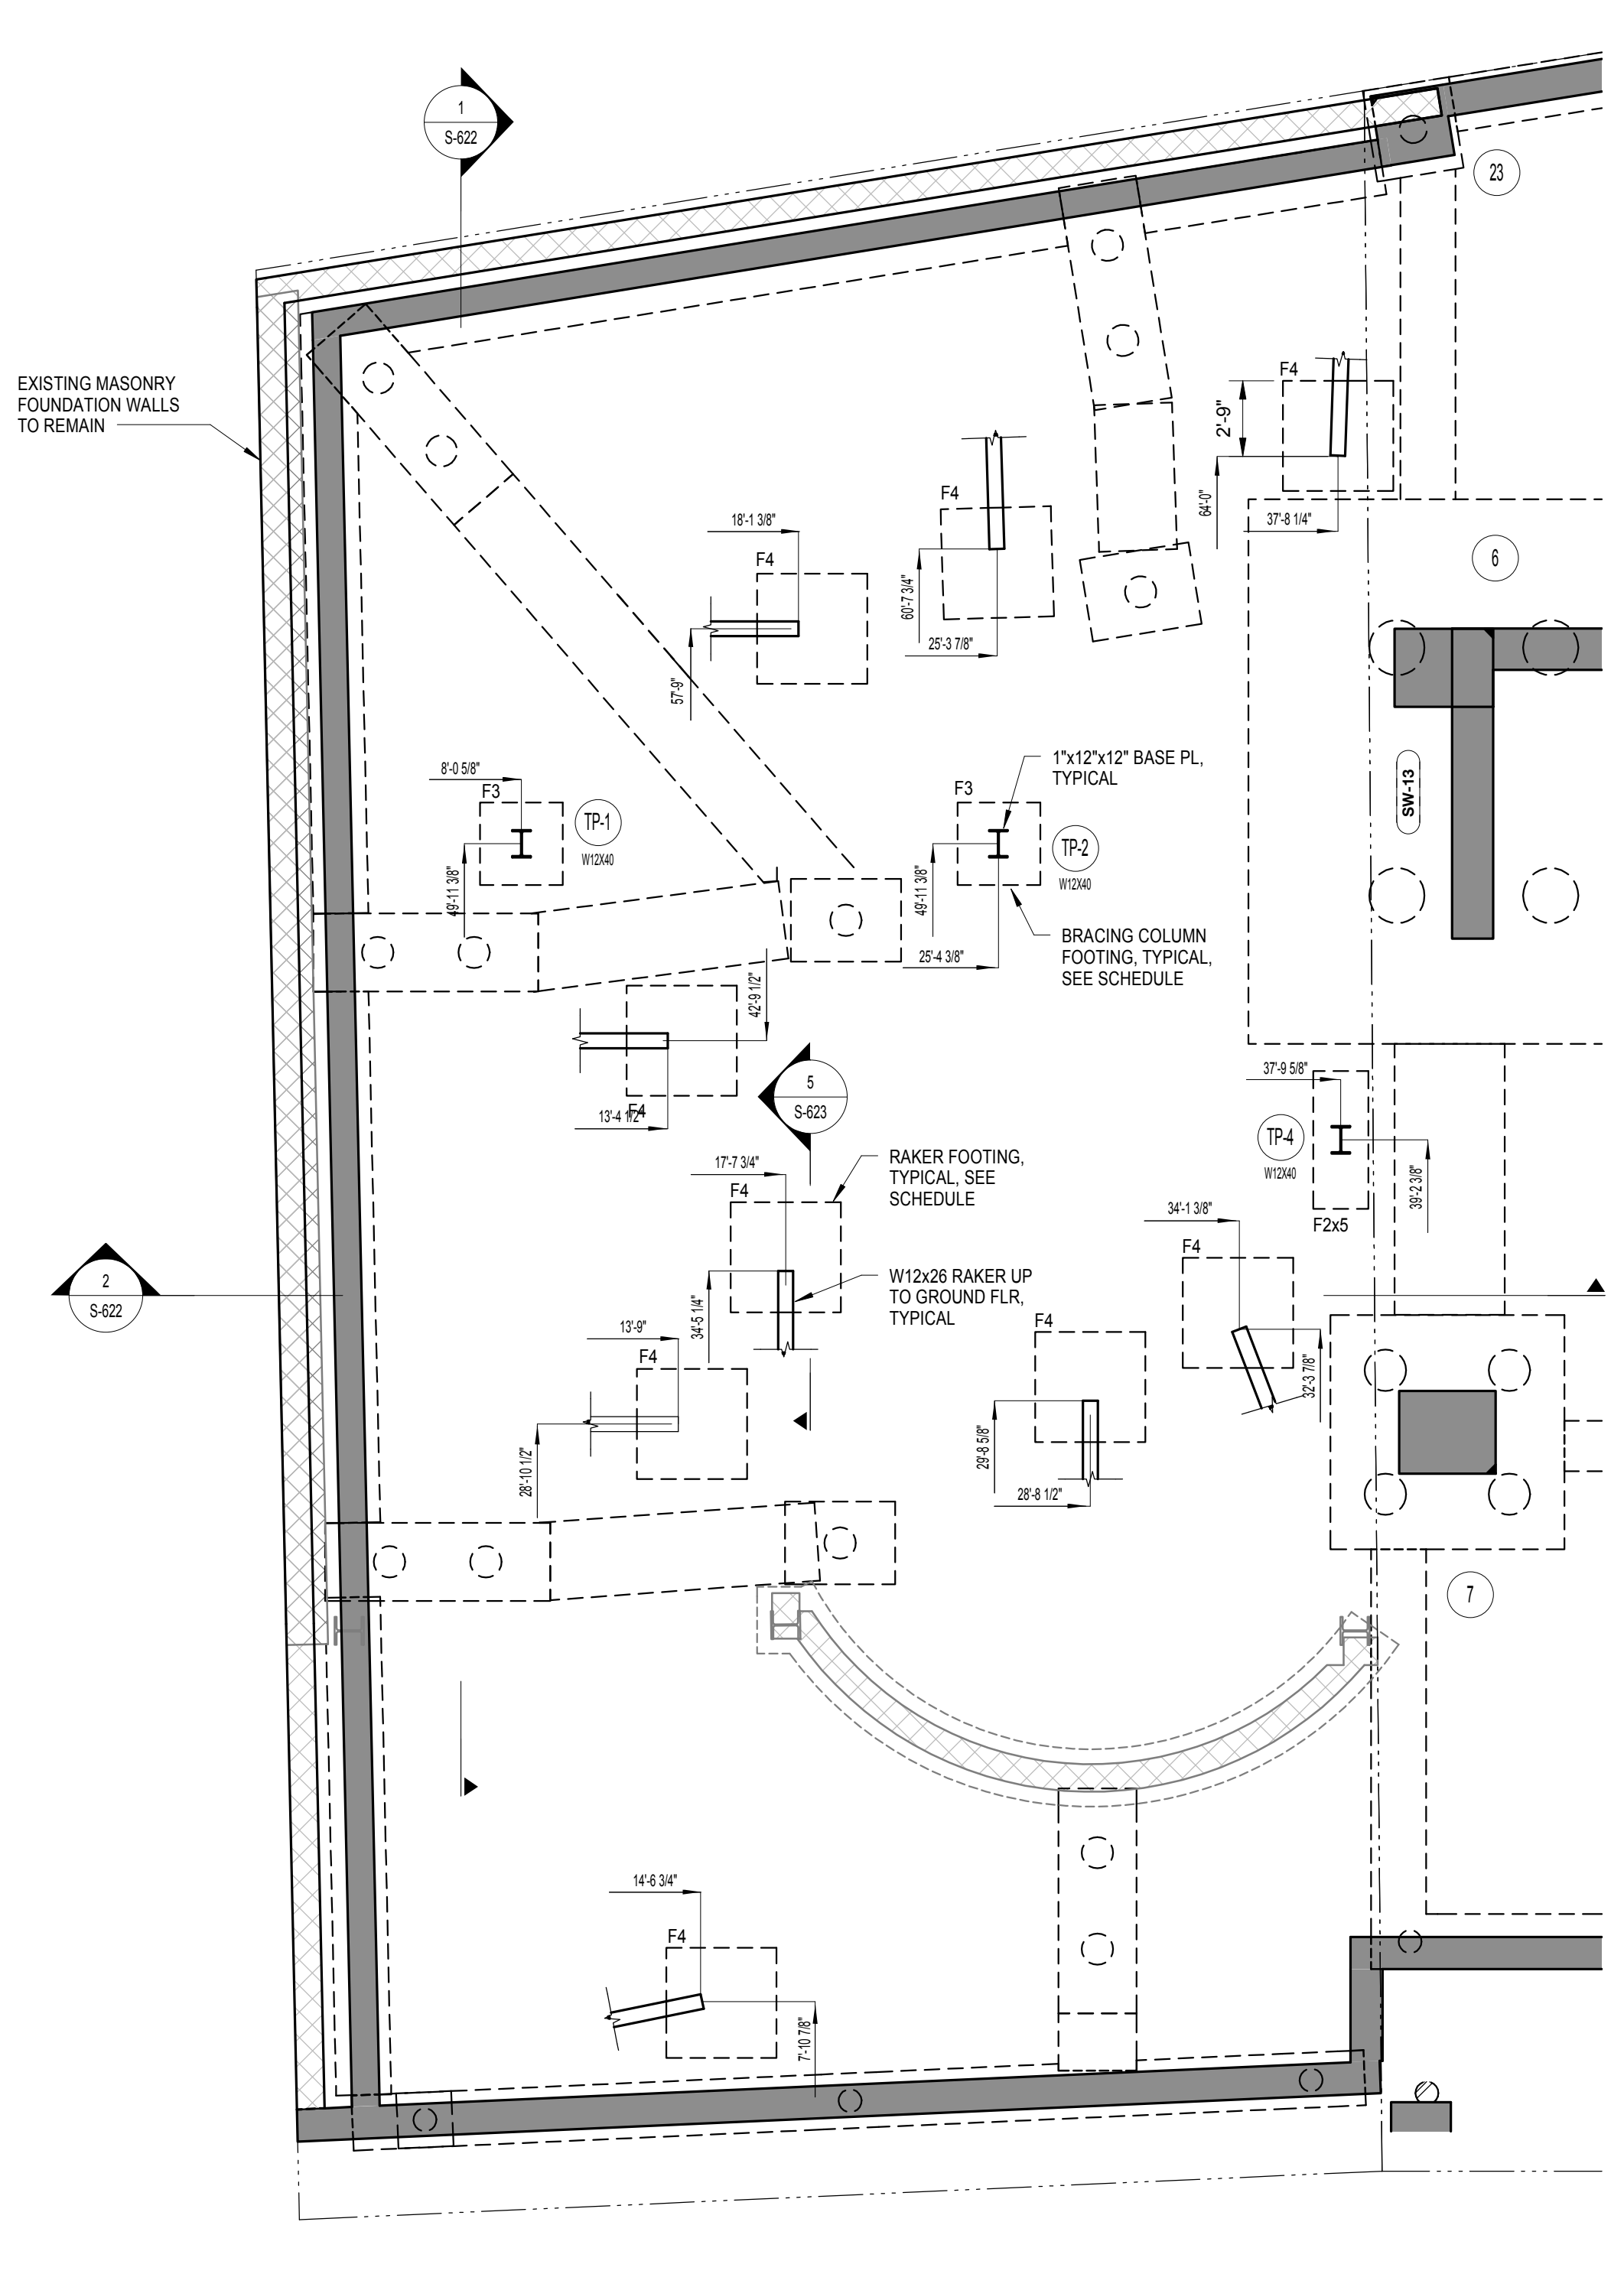 1
S-622
23
EXISTING MASONRY
FOUNDATION WALLS
TO REMAIN
F4
2'-9"
64'-0"
37'-8 1/4"
F4
60'-7 3/4"
25'-3 7/8"
18'-1 3/8"
F4
57'-9"
6
1"x12"x12" BASE PL,
TYPICAL
8'-0 5/8"
F3
TP-1
W12X40
49'-11 3/8"
F3
TP-2
W12X40
49'-11 3/8"
25'-4 3/8"
SW-13
BRACING COLUMN
FOOTING, TYPICAL,
SEE SCHEDULE
42'-9 1/2"
F4
13'-4 1/2"
5
S-623
37'-9 5/8"
TP-4
W12X40
39'-2 3/8"
F2x5
RAKER FOOTING,
TYPICAL, SEE
SCHEDULE
17'-7 3/4"
F4
34'-5 1/4"
34'-1 3/8"
F4
32'-3 7/8"
2
S-622
W12x26 RAKER UP
TO GROUND FLR,
TYPICAL
13'-9"
F4
28'-10 1/2"
F4
29'-8 5/8"
28'-8 1/2"
7
14'-6 3/4"
F4
7'-10 7/8"